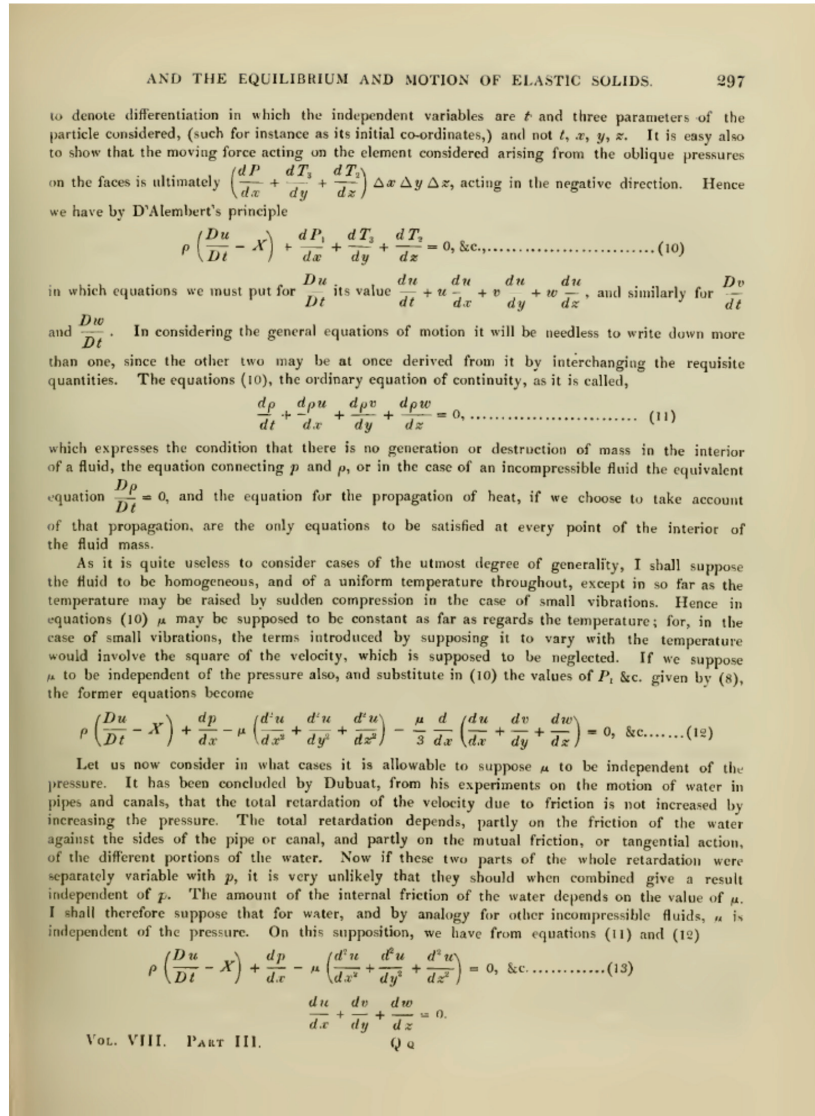 AND THE EQUILIBRIUM AND MOTION OF ELASTIC SOLIDS. 297
to denote differentiation in which the independent variables are t and three parameters of the
particle considered, (such for instance as its initial co-ordinates,) and not t, x, y, z. It is easy also
to show that the moving force acting on the element considered arising from the oblique pressures
on the faces is ultimately (dP/dx + dT₃/dy + dT₂/dz) Δx Δy Δz, acting in the negative direction. Hence
we have by D'Alembert's principle
ρ (Du/Dt − X) + dP₁/dx + dT₃/dy + dT₂/dz = 0, &c.,............................(10)
in which equations we must put for Du/Dt its value du/dt + u du/dx + v du/dy + w du/dz, and similarly for Dv/dt
and Dw/Dt. In considering the general equations of motion it will be needless to write down more
than one, since the other two may be at once derived from it by interchanging the requisite
quantities. The equations (10), the ordinary equation of continuity, as it is called,
dρ/dt + dρu/dx + dρv/dy + dρw/dz = 0, ............................ (11)
which expresses the condition that there is no generation or destruction of mass in the interior
of a fluid, the equation connecting p and ρ, or in the case of an incompressible fluid the equivalent
equation Dρ/Dt = 0, and the equation for the propagation of heat, if we choose to take account
of that propagation, are the only equations to be satisfied at every point of the interior of
the fluid mass.
As it is quite useless to consider cases of the utmost degree of generality, I shall suppose
the fluid to be homogeneous, and of a uniform temperature throughout, except in so far as the
temperature may be raised by sudden compression in the case of small vibrations. Hence in
equations (10) μ may be supposed to be constant as far as regards the temperature; for, in the
case of small vibrations, the terms introduced by supposing it to vary with the temperature
would involve the square of the velocity, which is supposed to be neglected. If we suppose
μ to be independent of the pressure also, and substitute in (10) the values of P₁ &c. given by (8),
the former equations become
ρ (Du/Dt − X) + dp/dx − μ (d²u/dx² + d²u/dy² + d²u/dz²) − μ/3 d/dx (du/dx + dv/dy + dw/dz) = 0, &c.......(12)
Let us now consider in what cases it is allowable to suppose μ to be independent of the
pressure. It has been concluded by Dubuat, from his experiments on the motion of water in
pipes and canals, that the total retardation of the velocity due to friction is not increased by
increasing the pressure. The total retardation depends, partly on the friction of the water
against the sides of the pipe or canal, and partly on the mutual friction, or tangential action,
of the different portions of the water. Now if these two parts of the whole retardation were
separately variable with p, it is very unlikely that they should when combined give a result
independent of p. The amount of the internal friction of the water depends on the value of μ.
I shall therefore suppose that for water, and by analogy for other incompressible fluids, μ is
independent of the pressure. On this supposition, we have from equations (11) and (12)
ρ (Du/Dt − X) + dp/dx − μ (d²u/dx² + d²u/dy² + d²u/dz²) = 0, &c.............(13)
du/dx + dv/dy + dw/dz = 0.
VOL. VIII. PART III. Q Q